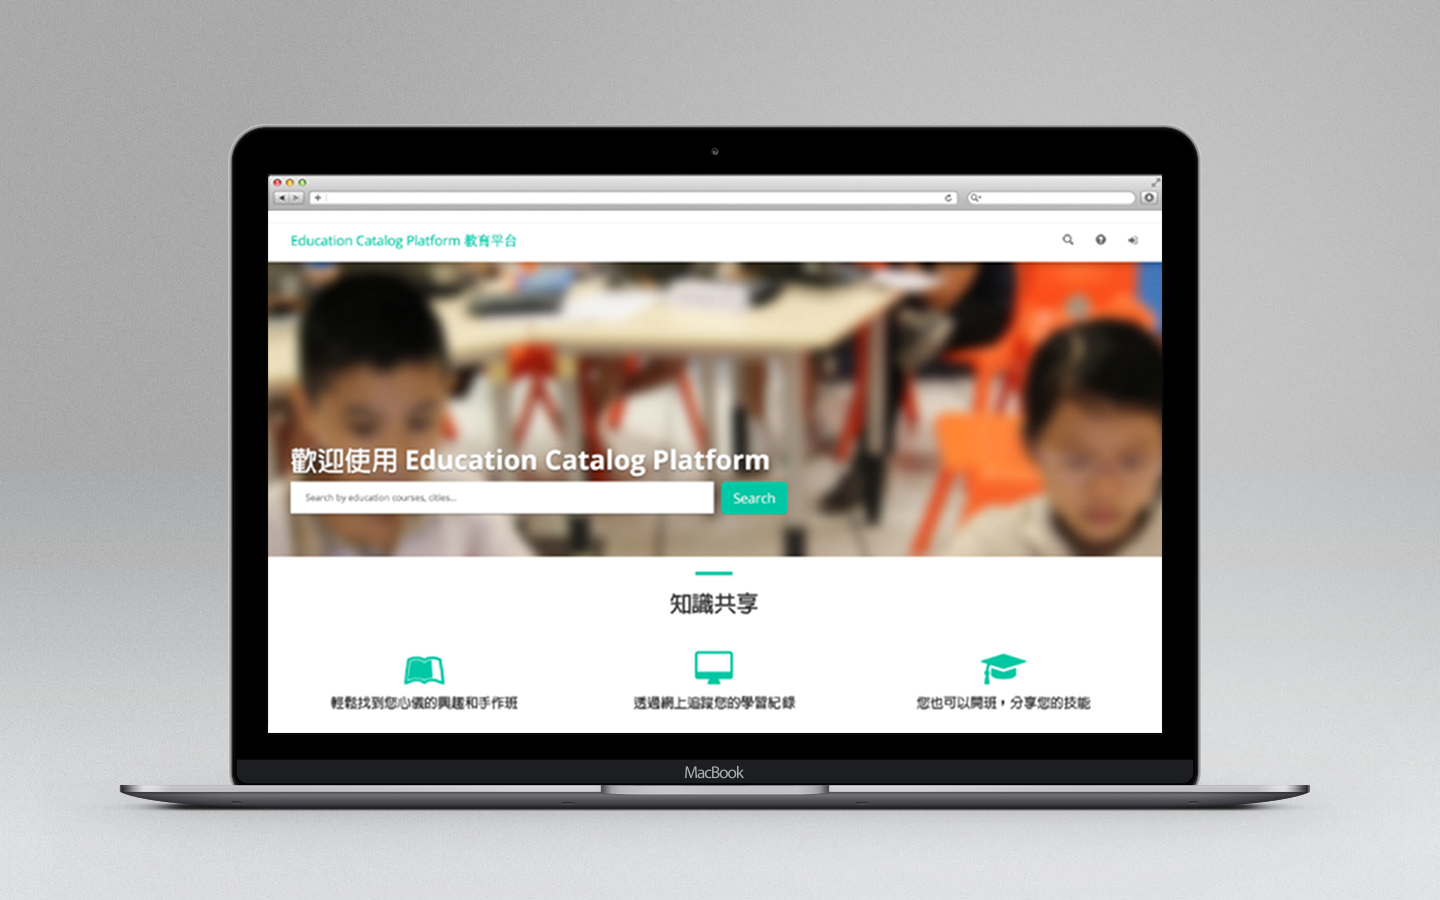 Education Catalog Platform 教育平台
歡迎使用 Education Catalog Platform
Search by education courses, cities...
Search
知識共享
輕鬆找到您心儀的興趣和手作班
透過網上追蹤您的學習紀錄
您也可以開班，分享您的技能
MacBook